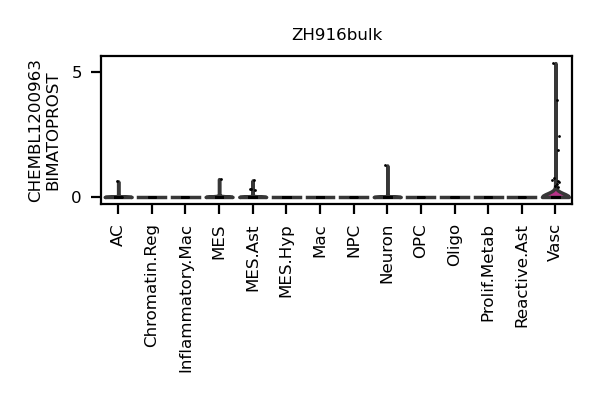 ZH916bulk
CHEMBL1200963
BIMATOPROST
5
0
AC
Chromatin.Reg
Inflammatory.Mac
MES
MES.Ast
MES.Hyp
Mac
NPC
Neuron
OPC
Oligo
Prolif.Metab
Reactive.Ast
Vasc